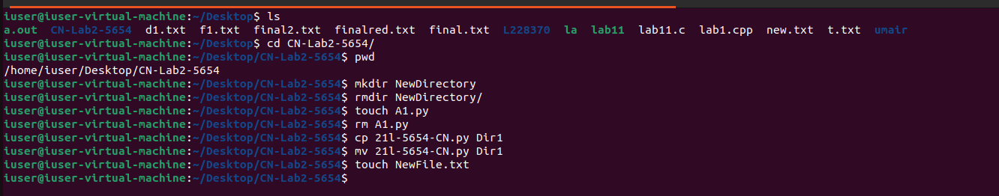 iuser@iuser-virtual-machine:~/Desktop$ ls
a.out  CN-Lab2-5654  d1.txt  f1.txt  final2.txt  finalred.txt  final.txt  L228370  la  lab11  lab11.c  lab1.cpp  new.txt  t.txt  umair
iuser@iuser-virtual-machine:~/Desktop$ cd CN-Lab2-5654/
iuser@iuser-virtual-machine:~/Desktop/CN-Lab2-5654$ pwd
/home/iuser/Desktop/CN-Lab2-5654
iuser@iuser-virtual-machine:~/Desktop/CN-Lab2-5654$ mkdir NewDirectory
iuser@iuser-virtual-machine:~/Desktop/CN-Lab2-5654$ rmdir NewDirectory/
iuser@iuser-virtual-machine:~/Desktop/CN-Lab2-5654$ touch A1.py
iuser@iuser-virtual-machine:~/Desktop/CN-Lab2-5654$ rm A1.py
iuser@iuser-virtual-machine:~/Desktop/CN-Lab2-5654$ cp 21l-5654-CN.py Dir1
iuser@iuser-virtual-machine:~/Desktop/CN-Lab2-5654$ mv 21l-5654-CN.py Dir1
iuser@iuser-virtual-machine:~/Desktop/CN-Lab2-5654$ touch NewFile.txt
iuser@iuser-virtual-machine:~/Desktop/CN-Lab2-5654$